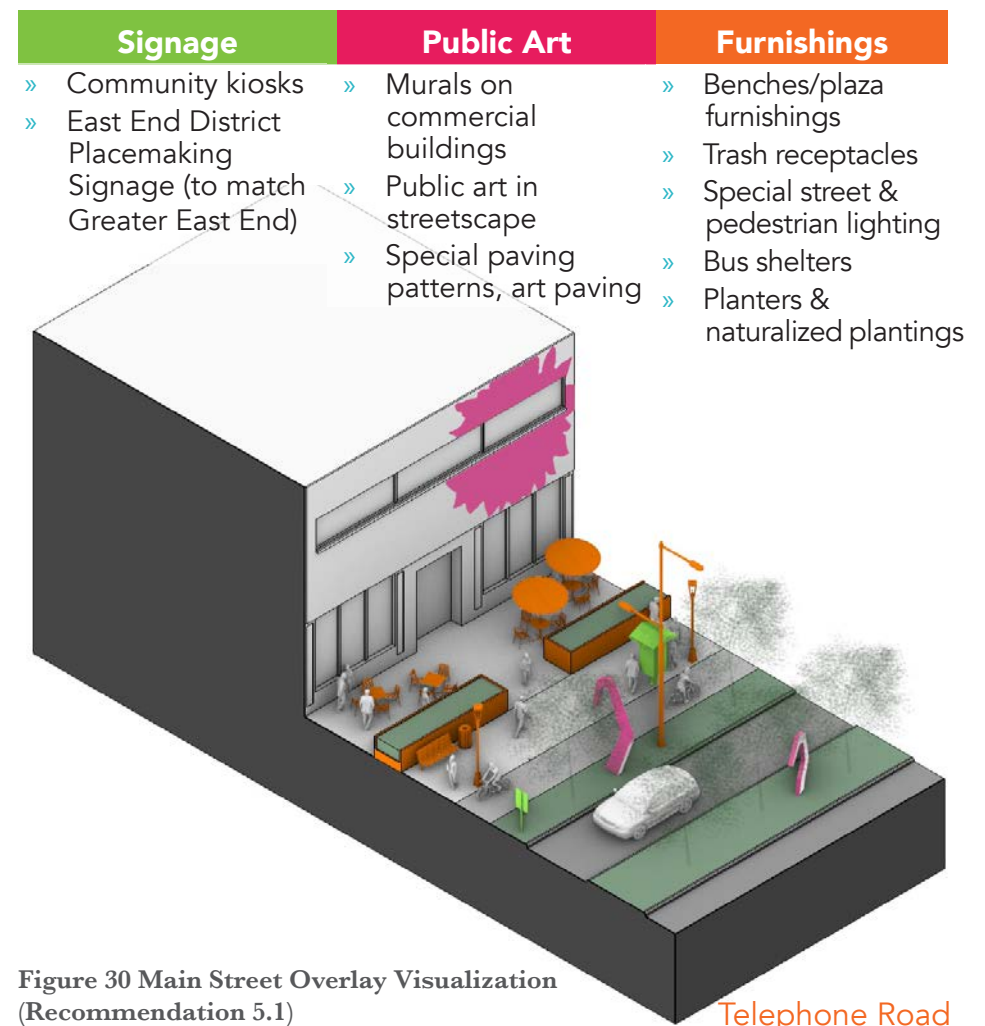 Signage
» Community kiosks
» East End District
Placemaking
Signage (to match
Greater East End)
Public Art
» Murals on
commercial
buildings
» Public art in
streetscape
» Special paving
patterns, art paving
Furnishings
» Benches/plaza
furnishings
» Trash receptacles
» Special street &
pedestrian lighting
» Bus shelters
» Planters &
naturalized plantings
Figure 30 Main Street Overlay Visualization
(Recommendation 5.1)
Telephone Road